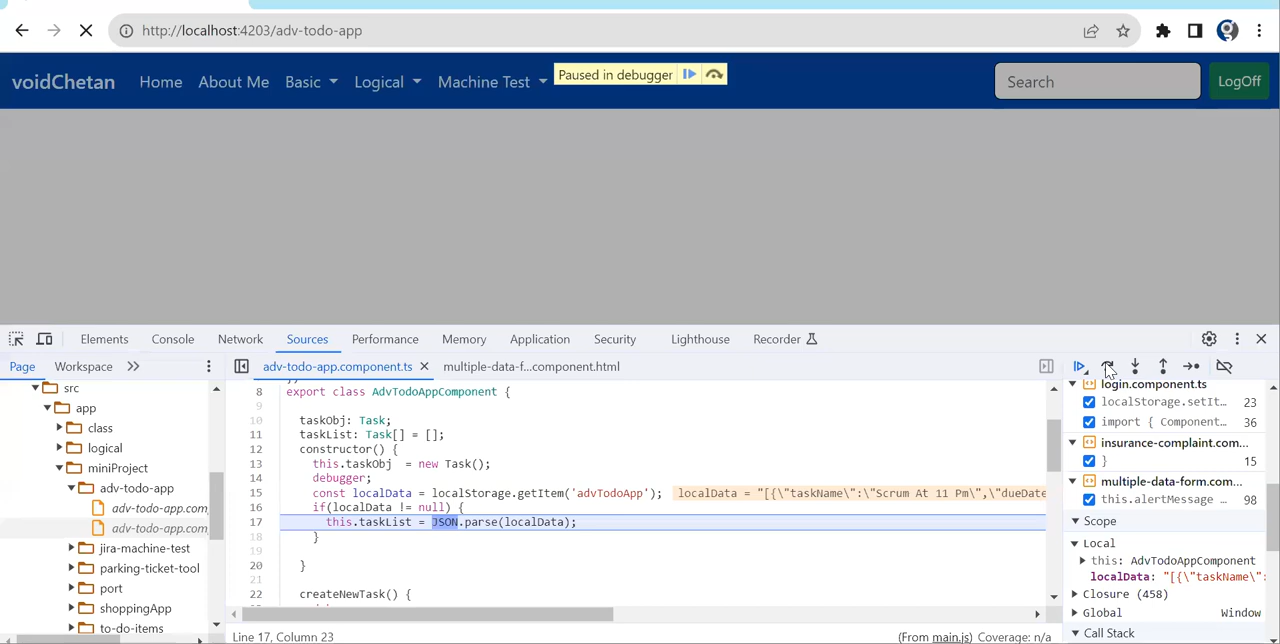 http://localhost:4203/adv-todo-app
voidChetan Home About Me Basic Logical Machine Test Paused in debugger Search LogOff
Elements Console Network Sources Performance Memory Application Security Lighthouse Recorder
Page Workspace adv-todo-app.component.ts multiple-data-f...component.html
src
app
class
logical
miniProject
adv-todo-app
adv-todo-app.com
adv-todo-app.com
jira-machine-test
parking-ticket-tool
port
shoppingApp
to-do-items
8 export class AdvTodoAppComponent {
9
10 taskObj: Task;
11 taskList: Task[] = [];
12 constructor() {
13 this.taskObj = new Task();
14 debugger;
15 const localData = localStorage.getItem('advTodoApp'); localData = "[{\"taskName\":\"Scrum At 11 Pm\",\"dueDate
16 if(localData != null) {
17 this.taskList = JSON.parse(localData);
18 }
19
20 }
21
22 createNewTask() {
Line 17, Column 23 (From main.js) Coverage: n/a
login.component.ts
localStorage.setIt... 23
import { Component... 36
insurance-complaint.com...
} 15
multiple-data-form.com...
this.alertMessage ... 98
Scope
Local
this: AdvTodoAppComponent
localData: "[{\"taskName\":
Closure (458)
Global Window
Call Stack